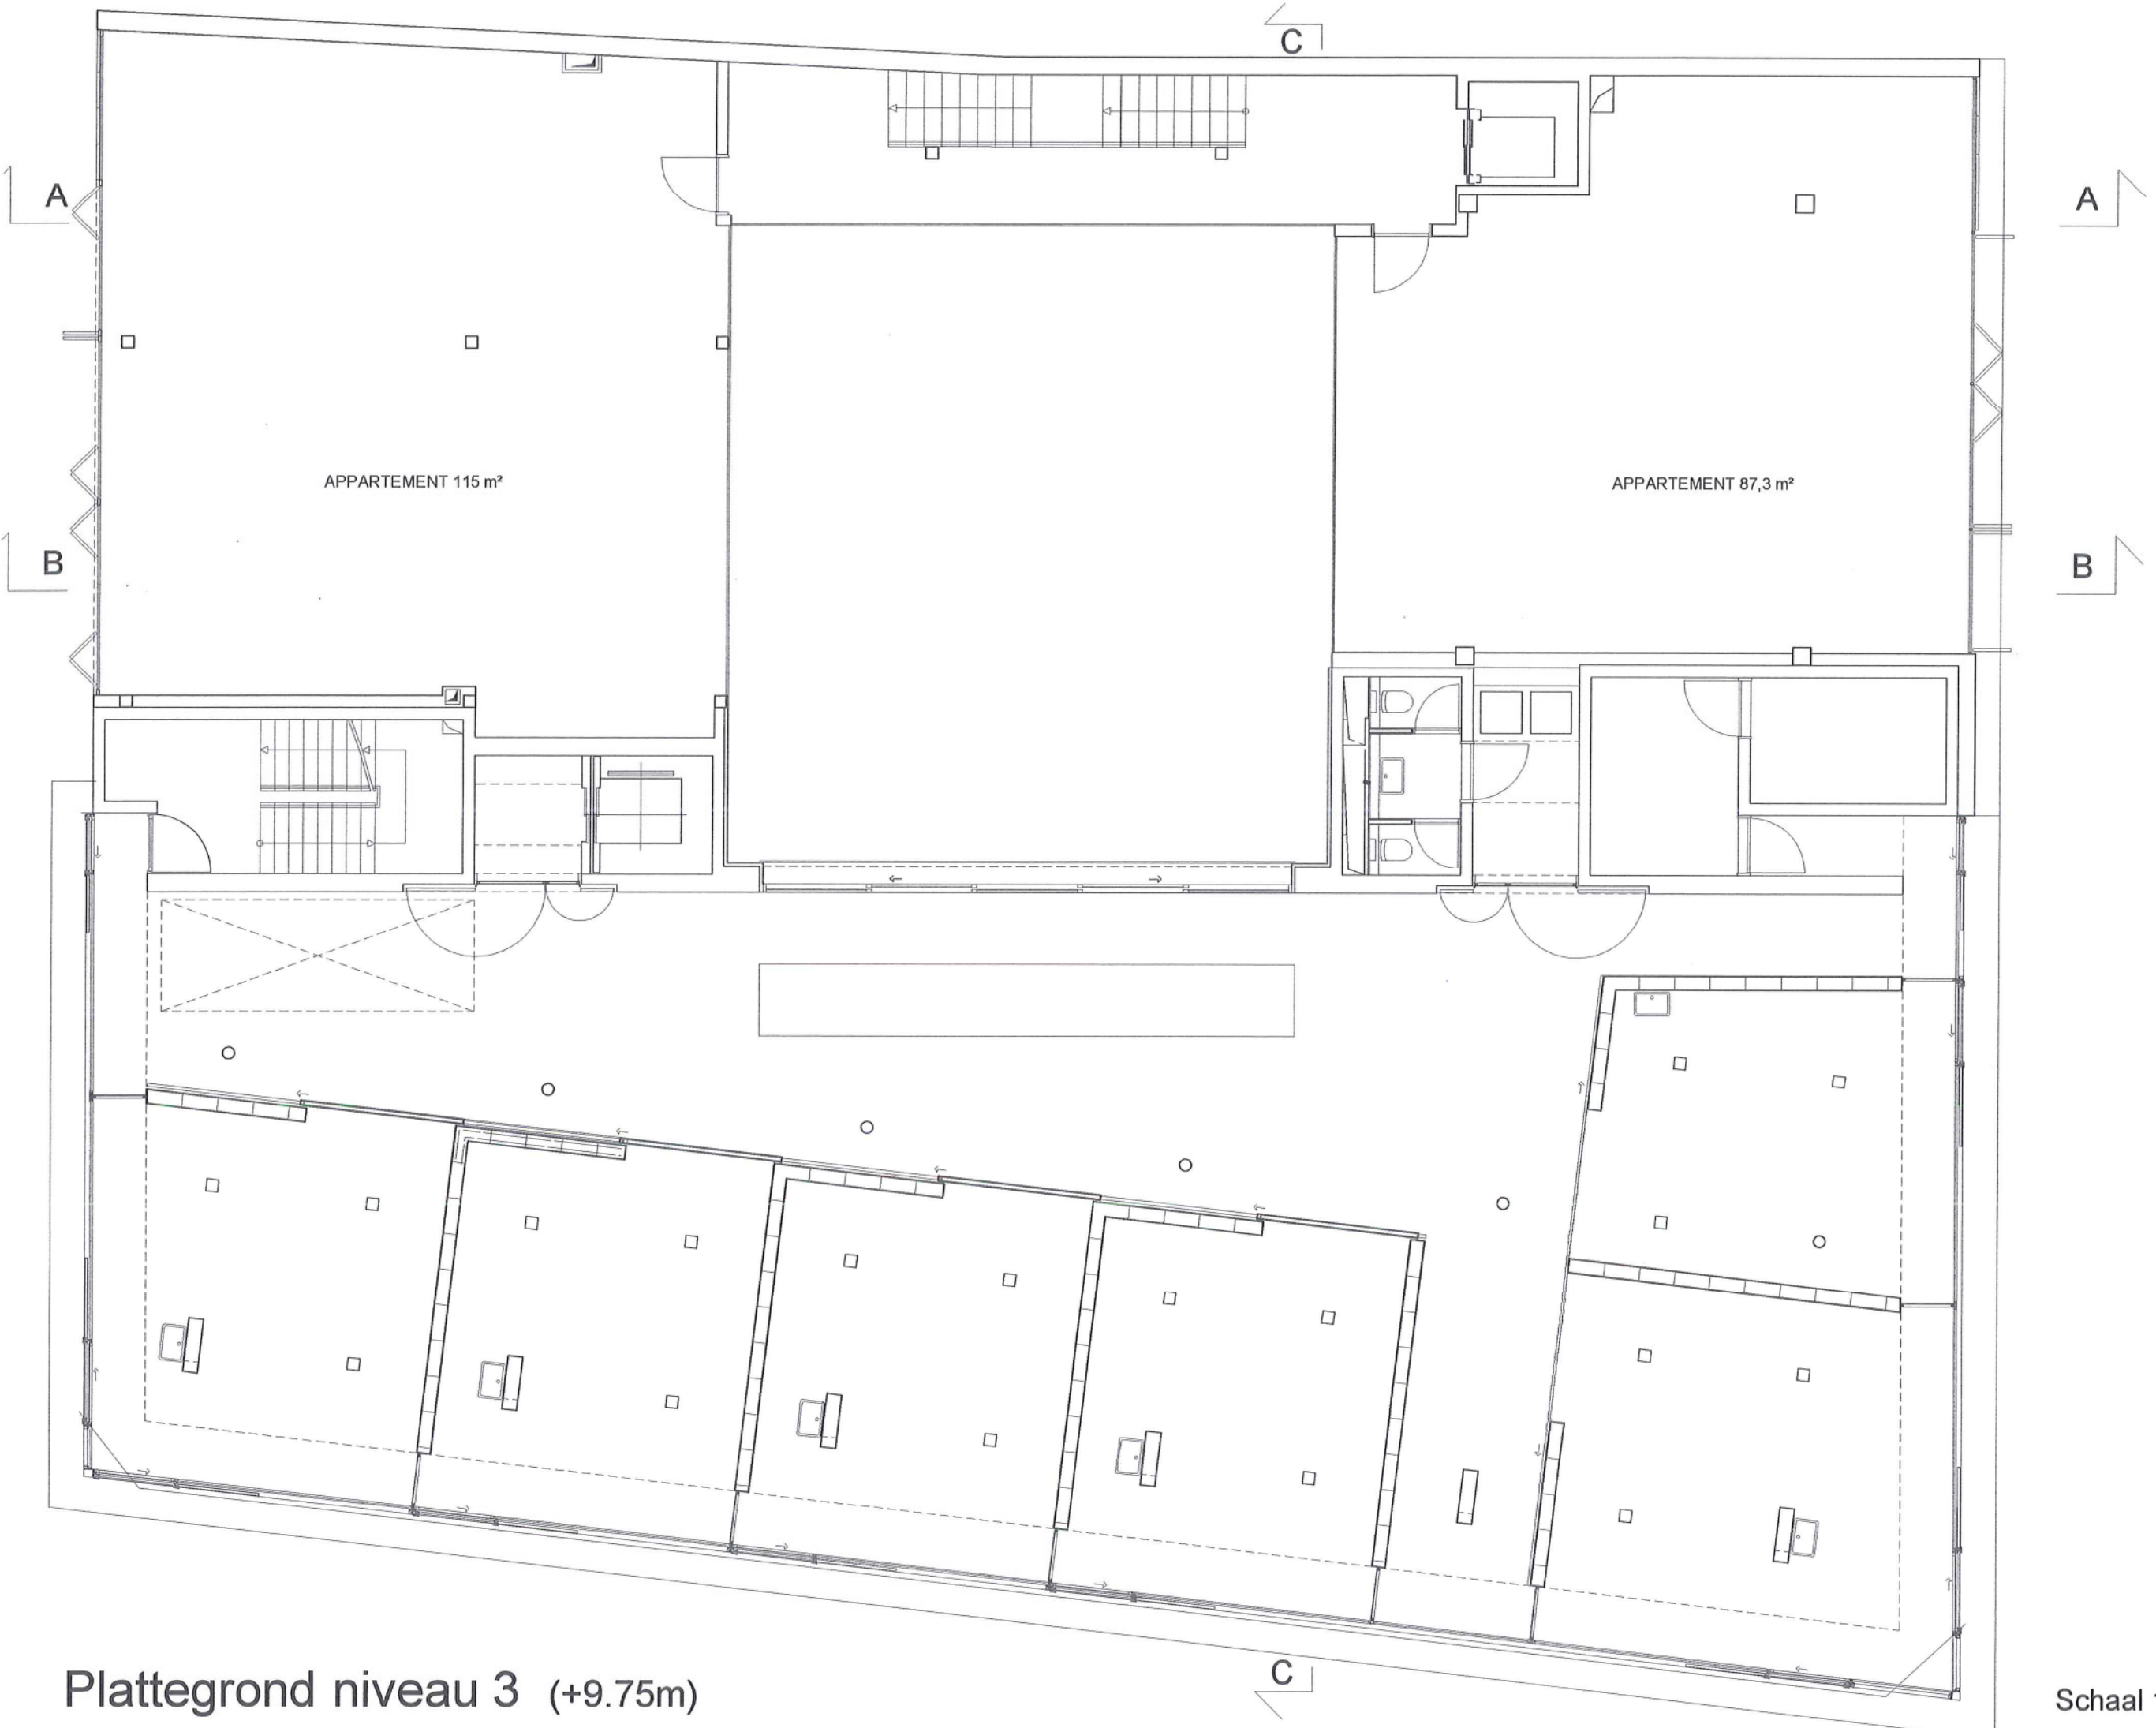 C
A
A
APPARTEMENT 115 m²
APPARTEMENT 87,3 m²
B
B
C
Plattegrond niveau 3 (+9.75m)
Schaal